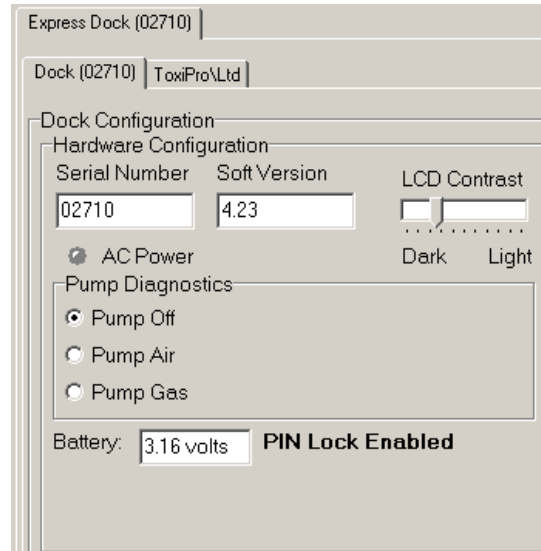 Express Dock (02710)
Dock (02710) ToxiPro\Ltd
Dock Configuration
Hardware Configuration
Serial Number Soft Version LCD Contrast
02710 4.23
AC Power Dark Light
Pump Diagnostics
Pump Off
Pump Air
Pump Gas
Battery: 3.16 volts PIN Lock Enabled